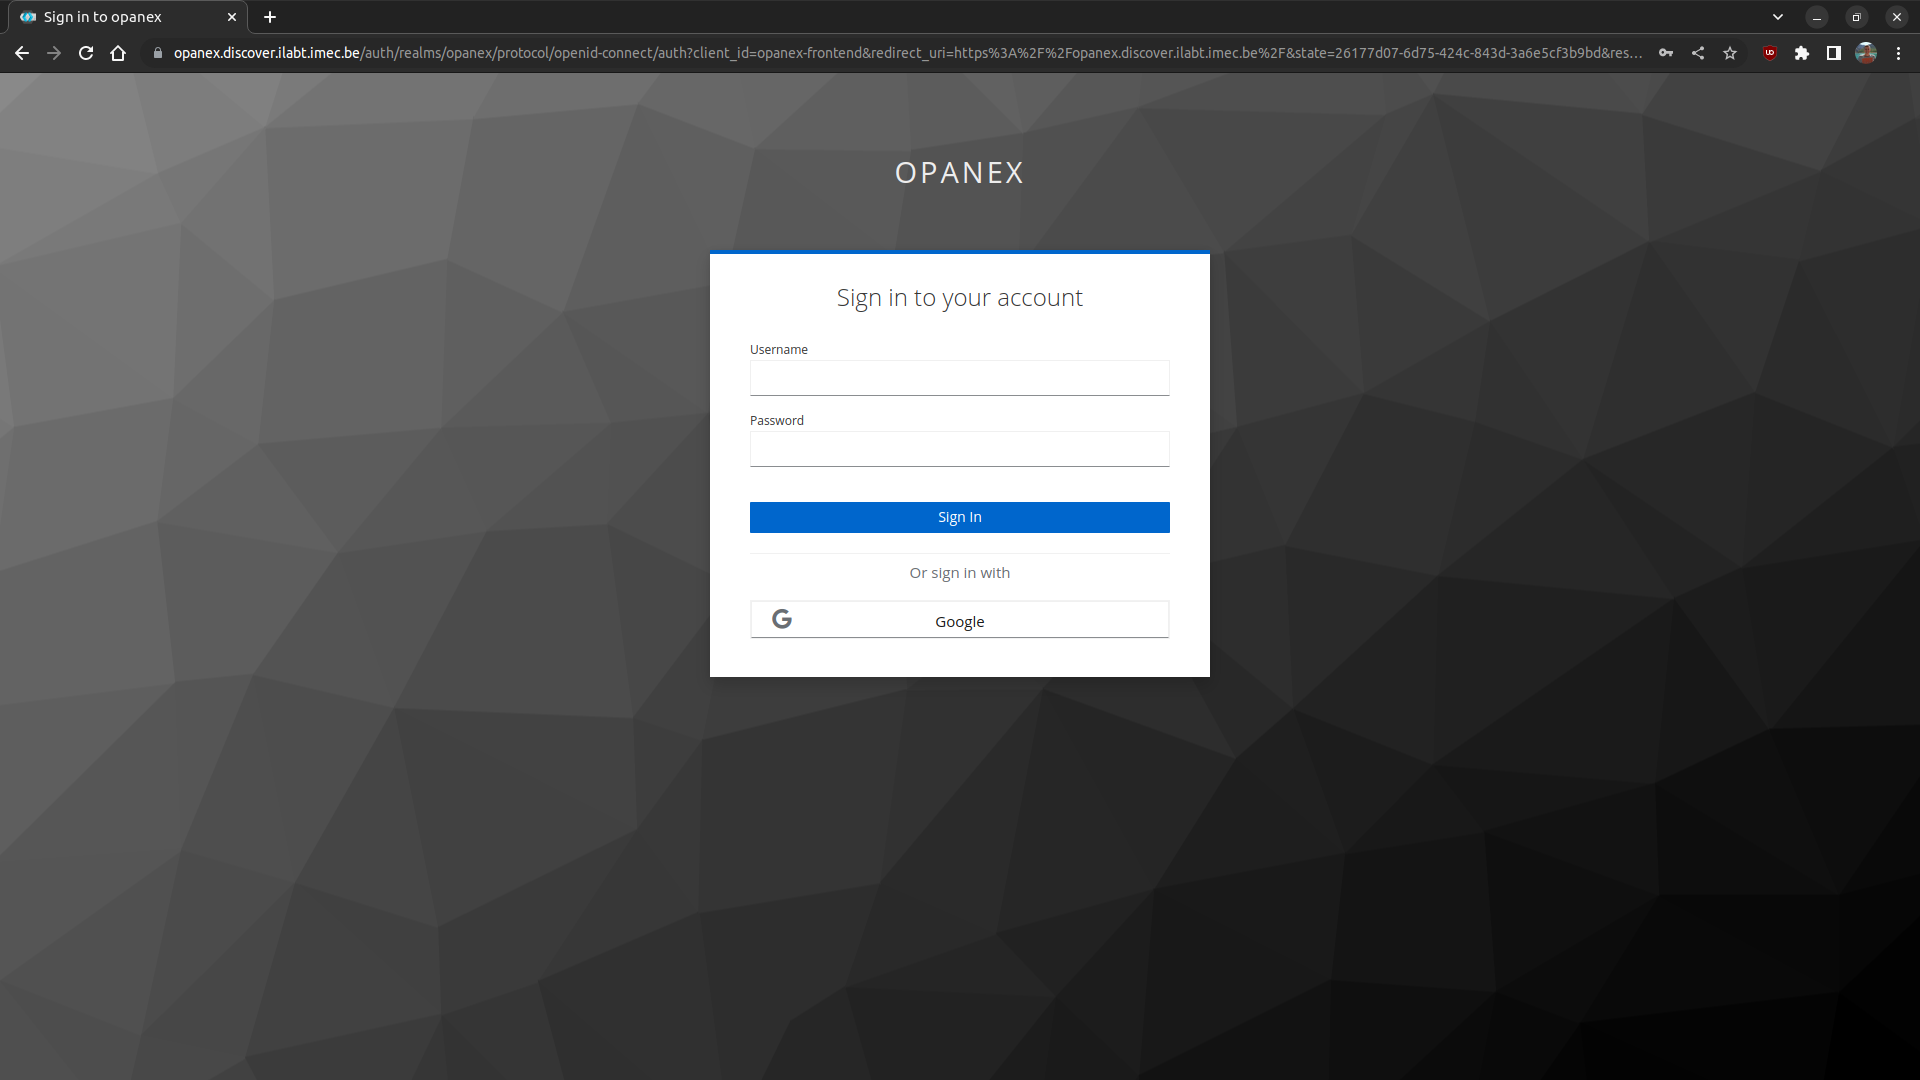 Sign in to opanex
opanex.discover.ilabt.imec.be/auth/realms/opanex/protocol/openid-connect/auth?client_id=opanex-frontend&redirect_uri=https%3A%2F%2Fopanex.discover.ilabt.imec.be%2F&state=26177d07-6d75-424c-843d-3a6e5cf3b9bd&res...
OPANEX
Sign in to your account
Username
Password
Sign In
Or sign in with
G Google